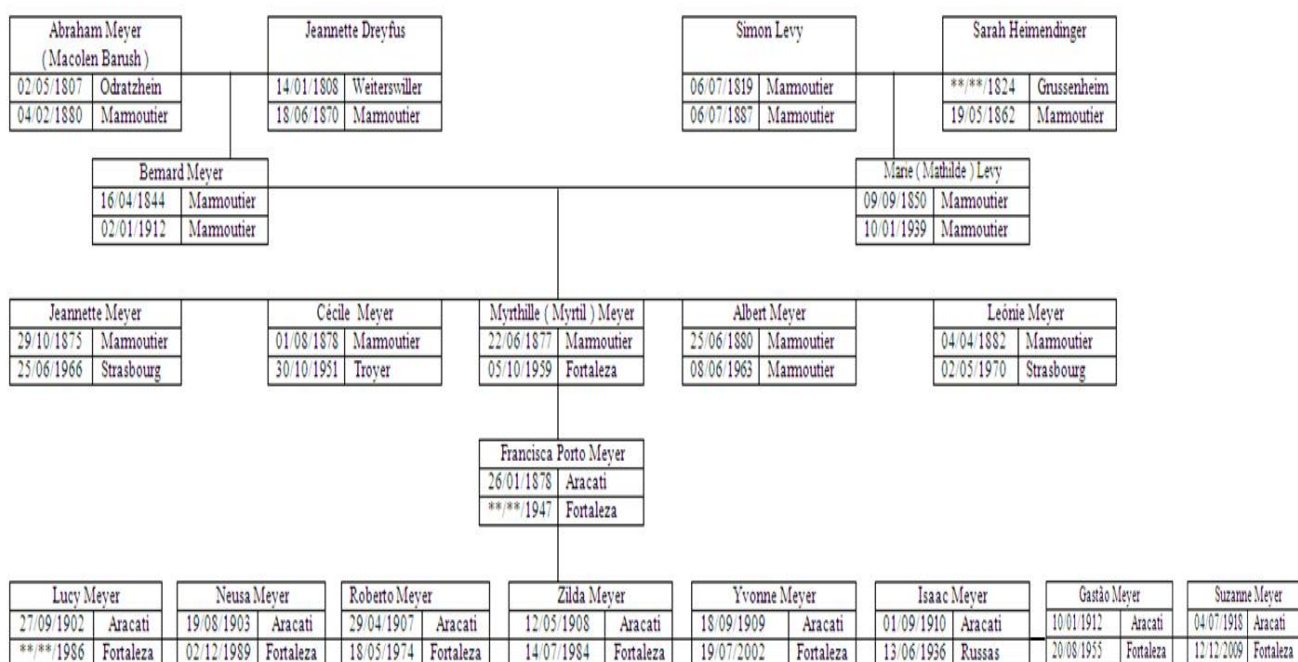 Abraham Meyer
( Macolen Barush )
02/05/1807 Odratzhein
04/02/1880 Marmoutier
Jeannette Dreyfus
14/01/1808 Weiterswiller
18/06/1870 Marmoutier
Simon Levy
06/07/1819 Marmoutier
06/07/1887 Marmoutier
Sarah Heimendinger
**/**/1824 Grussenheim
19/05/1862 Marmoutier
Bernard Meyer
16/04/1844 Marmoutier
02/01/1912 Marmoutier
Marie ( Mathilde ) Levy
09/09/1850 Marmoutier
10/01/1939 Marmoutier
Jeannette Meyer
29/10/1875 Marmoutier
25/06/1966 Strasbourg
Cécile Meyer
01/08/1878 Marmoutier
30/10/1951 Troyer
Myrthille ( Myrtil ) Meyer
22/06/1877 Marmoutier
05/10/1959 Fortaleza
Albert Meyer
25/06/1880 Marmoutier
08/06/1963 Marmoutier
Leónie Meyer
04/04/1882 Marmoutier
02/05/1970 Strasbourg
Francisca Porto Meyer
26/01/1878 Aracati
**/**/1947 Fortaleza
Lucy Meyer
27/09/1902 Aracati
**/**/1986 Fortaleza
Neusa Meyer
19/08/1903 Aracati
02/12/1989 Fortaleza
Roberto Meyer
29/04/1907 Aracati
18/05/1974 Fortaleza
Zilda Meyer
12/05/1908 Aracati
14/07/1984 Fortaleza
Yvonne Meyer
18/09/1909 Aracati
19/07/2002 Fortaleza
Isaac Meyer
01/09/1910 Aracati
13/06/1936 Russas
Gastão Meyer
10/01/1912 Aracati
20/08/1955 Fortaleza
Suzanne Meyer
04/07/1918 Aracati
12/12/2009 Fortaleza